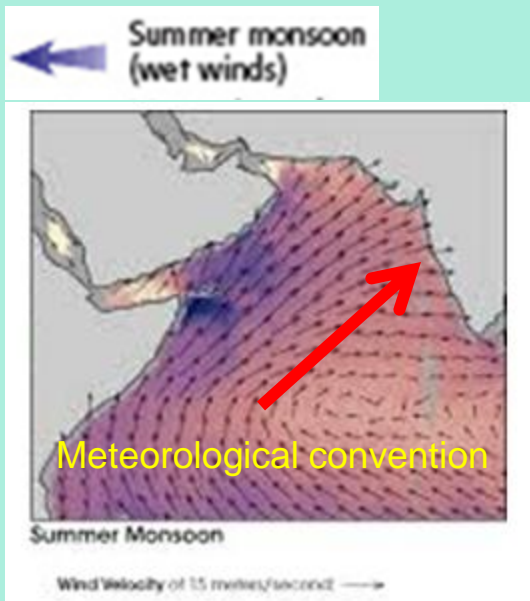 Summer monsoon
(wet winds)
Meteorological convention
Summer Monsoon
Wind Velocity of 15 meters/second: